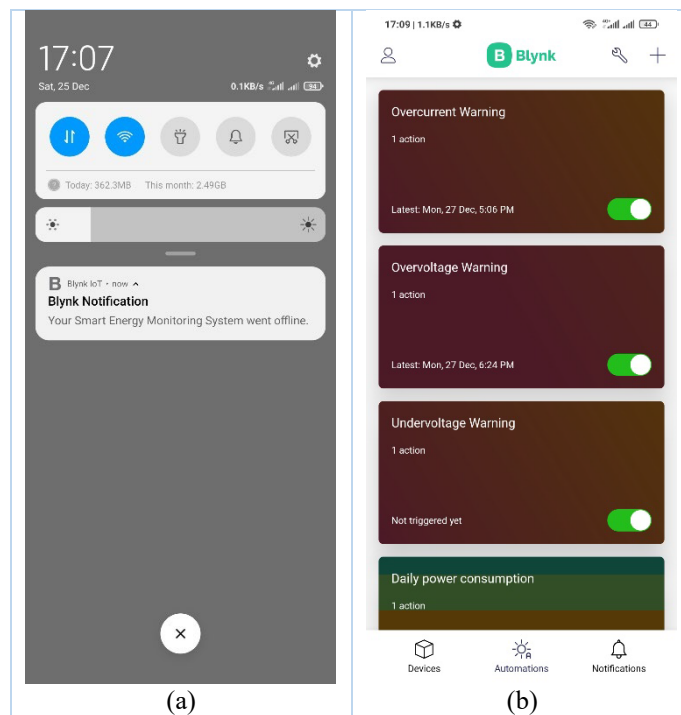 17:07
Sat, 25 Dec
0.1KB/s 94
Today: 362.3MB This month: 2.49GB
B Blynk IoT • now
Blynk Notification
Your Smart Energy Monitoring System went offline.
(a)
17:09 | 1.1KB/s 44
B Blynk
Overcurrent Warning
1 action
Latest: Mon, 27 Dec, 5:06 PM
Overvoltage Warning
1 action
Latest: Mon, 27 Dec, 6:24 PM
Undervoltage Warning
1 action
Not triggered yet
Daily power consumption
1 action
Devices Automations Notifications
(b)